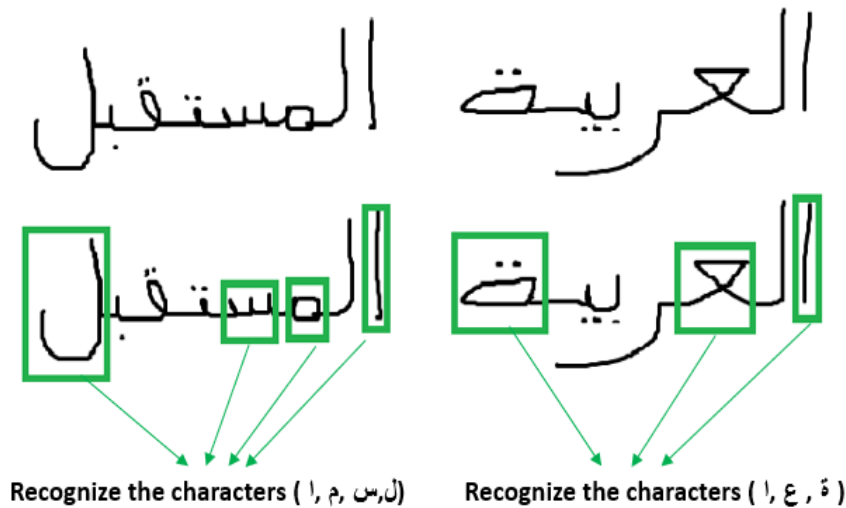 المستقبل
العربية
المستقبل
العربية
Recognize the characters ( ل,س, م, ا)
Recognize the characters ( ة , ع , ا )